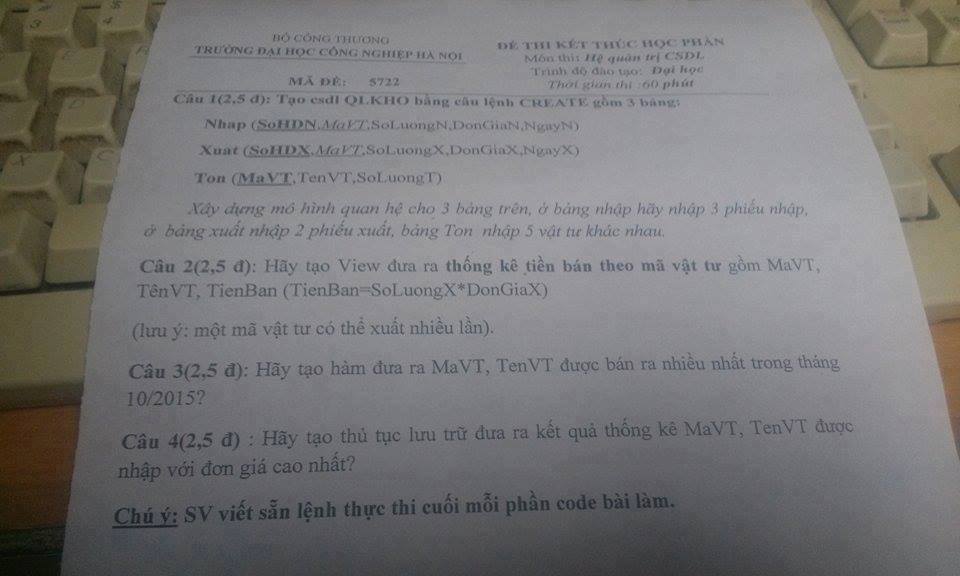 BỘ CÔNG THƯƠNG
TRƯỜNG ĐẠI HỌC CÔNG NGHIỆP HÀ NỘI
MÃ ĐỀ: 5722
ĐỀ THI KẾT THÚC HỌC PHẦN
Môn thi: Hệ quản trị CSDL
Trình độ đào tạo: Đại học
Thời gian thi :60 phút
Câu 1(2,5 đ): Tạo csdl QLKHO bằng câu lệnh CREATE gồm 3 bảng:
Nhap (SoHDN,MaVT,SoLuongN,DonGiaN,NgayN)
Xuat (SoHDX,MaVT,SoLuongX,DonGiaX,NgayX)
Ton (MaVT,TenVT,SoLuongT)
Xây dựng mô hình quan hệ cho 3 bảng trên, ở bảng nhập hãy nhập 3 phiếu nhập,
ở bảng xuất nhập 2 phiếu xuất, bảng Ton nhập 5 vật tư khác nhau.
Câu 2(2,5 đ): Hãy tạo View đưa ra thống kê tiền bán theo mã vật tư gồm MaVT,
TênVT, TienBan (TienBan=SoLuongX*DonGiaX)
(lưu ý: một mã vật tư có thể xuất nhiều lần).
Câu 3(2,5 đ): Hãy tạo hàm đưa ra MaVT, TenVT được bán ra nhiều nhất trong tháng
10/2015?
Câu 4(2,5 đ) : Hãy tạo thủ tục lưu trữ đưa ra kết quả thống kê MaVT, TenVT được
nhập với đơn giá cao nhất?
Chú ý: SV viết sẵn lệnh thực thi cuối mỗi phần code bài làm.